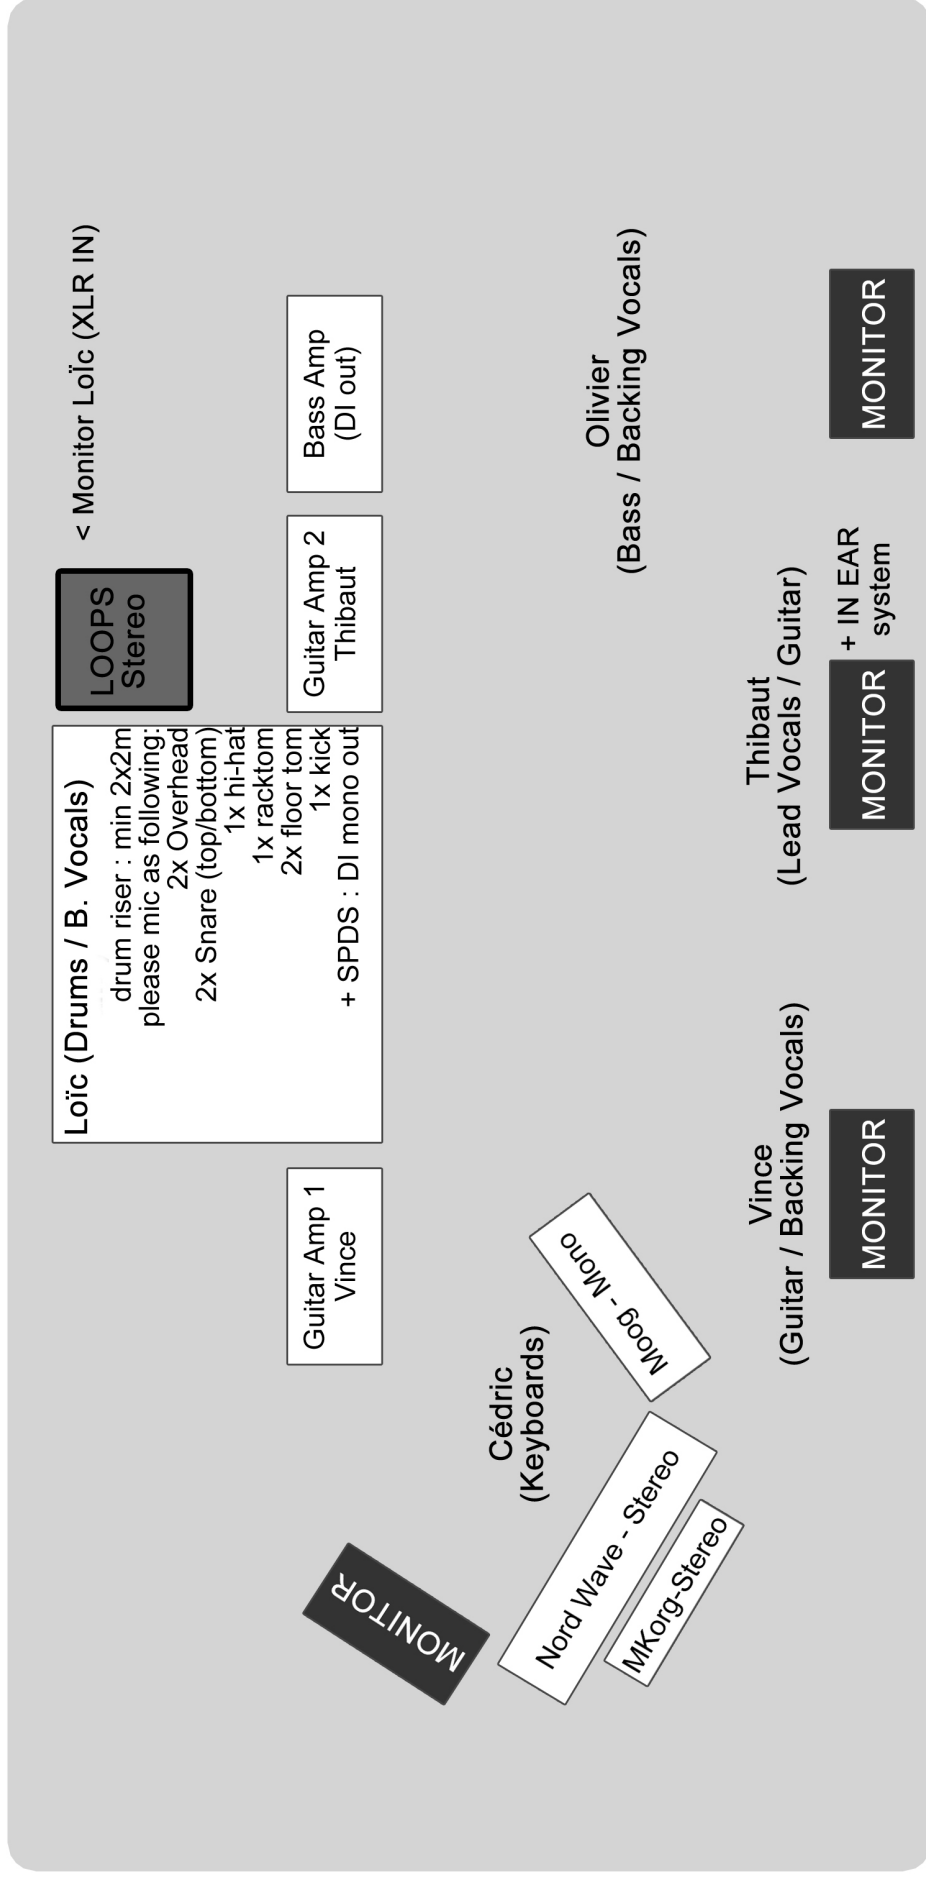 Loïc (Drums / B. Vocals)
drum riser : min 2x2m
please mic as following:
2x Overhead
2x Snare (top/bottom)
1x hi-hat
1x racktom
2x floor tom
1x kick
+ SPDS : DI mono out
LOOPS
Stereo
< Monitor Loïc (XLR IN)
Guitar Amp 1
Vince
Guitar Amp 2
Thibaut
Bass Amp
(DI out)
MONITOR
Cédric
(Keyboards)
Nord Wave - Stereo
MKorg-Stereo
Moog - Mono
Olivier
(Bass / Backing Vocals)
Vince
(Guitar / Backing Vocals)
Thibaut
(Lead Vocals / Guitar)
MONITOR
MONITOR
+ IN EAR
system
MONITOR